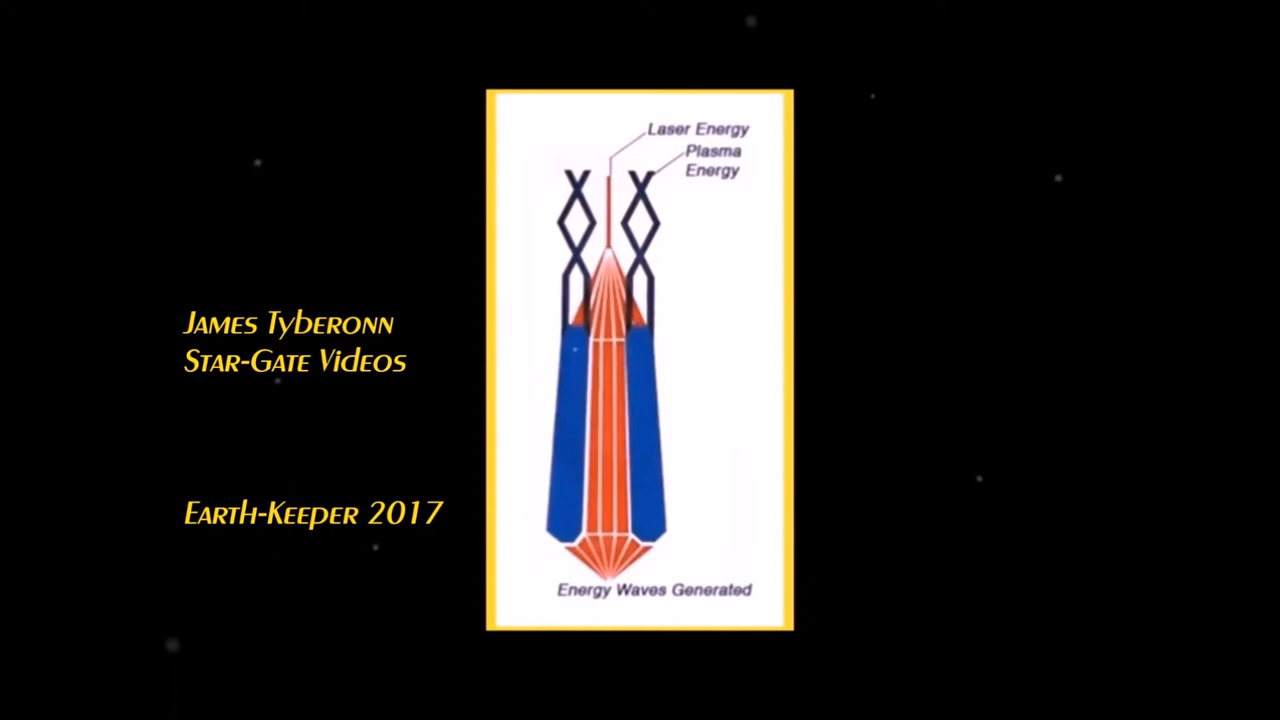 James Tyberonn
Star-Gate Videos
Earth-Keeper 2017
Laser Energy
Plasma
Energy
Energy Waves Generated